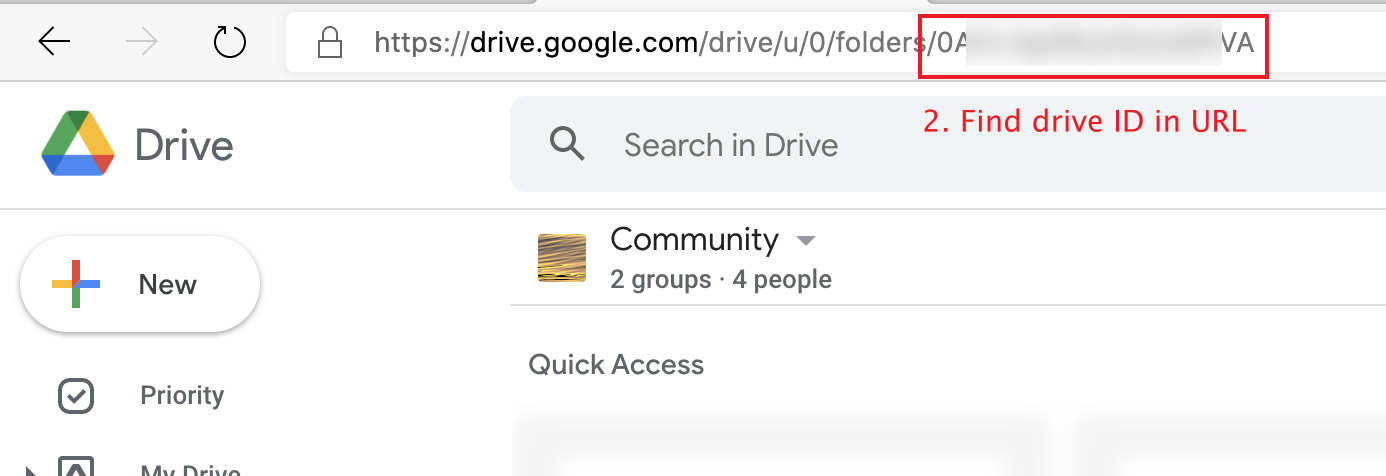 https://drive.google.com/drive/u/0/folders/0A VA
Drive
Search in Drive
2. Find drive ID in URL
Community
2 groups · 4 people
New
Quick Access
Priority
My Drive